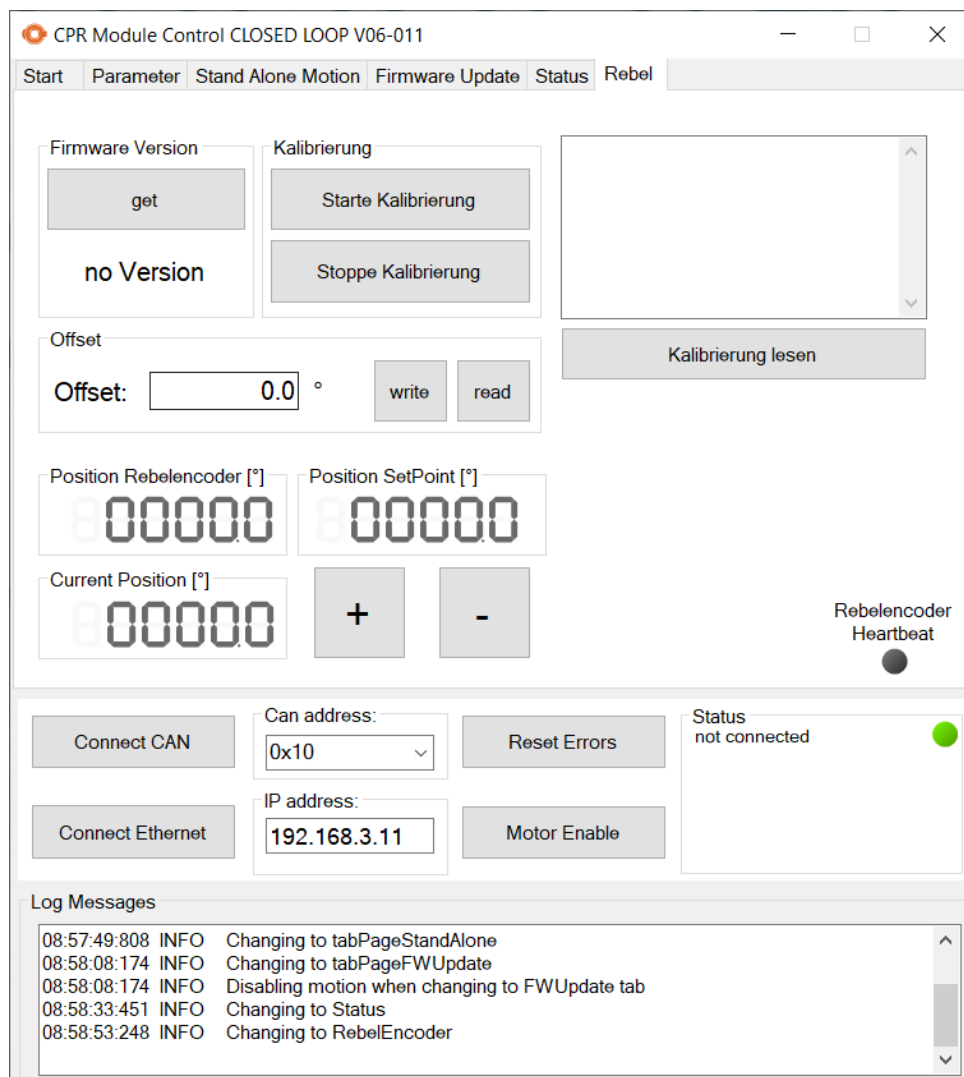 CPR Module Control CLOSED LOOP V06-011
Start Parameter Stand Alone Motion Firmware Update Status Rebel
Firmware Version
get
no Version
Kalibrierung
Starte Kalibrierung
Stoppe Kalibrierung
Kalibrierung lesen
Offset
Offset: 0.0 ° write read
Position Rebelencoder [°]
0000.0
Position SetPoint [°]
0000.0
Current Position [°]
0000.0
+ -
Rebelencoder
Heartbeat
Connect CAN
Can address:
0x10
Reset Errors
Status
not connected
Connect Ethernet
IP address:
192.168.3.11
Motor Enable
Log Messages
08:57:49:808 INFO Changing to tabPageStandAlone
08:58:08:174 INFO Changing to tabPageFWUpdate
08:58:08:174 INFO Disabling motion when changing to FWUpdate tab
08:58:33:451 INFO Changing to Status
08:58:53:248 INFO Changing to RebelEncoder